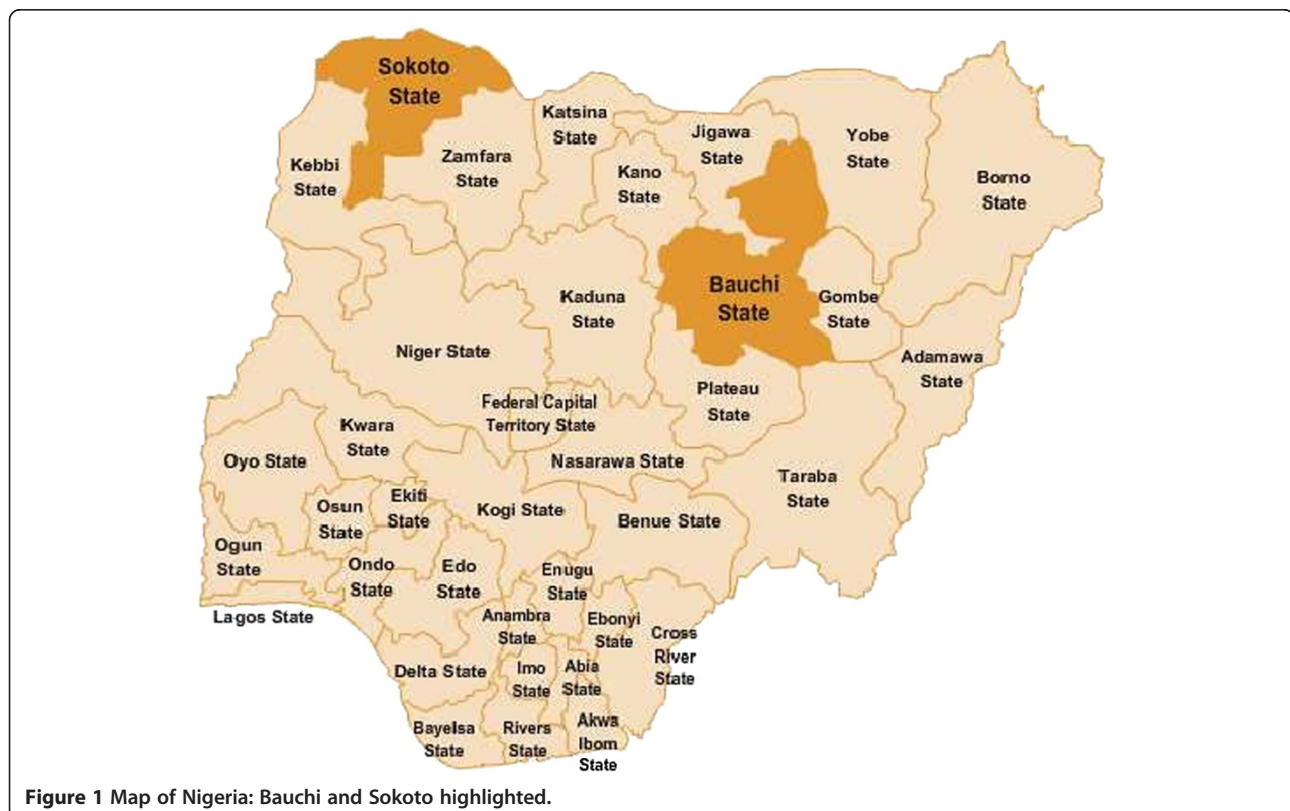 Sokoto
State
Katsina
State
Jigawa
State
Yobe
State
Kebbi
State
Zamfara
State
Kano
State
Borno
State
Bauchi
State
Kaduna
State
Gombe
State
Niger State
Adamawa
State
Plateau
State
Federal Capital
Territory State
Kwara
State
Oyo State
Nasarawa State
Taraba
State
Osun
State
Ekiti
State
Kogi State
Benue State
Ogun
State
Ondo
State
Edo
State
Enugu
State
Lagos State
Anambra
State
Ebonyi
State
Cross
River
State
Delta State
Imo
State
Abia
State
Bayelsa
State
Rivers
State
Akwa
Ibom
State
Figure 1 Map of Nigeria: Bauchi and Sokoto highlighted.